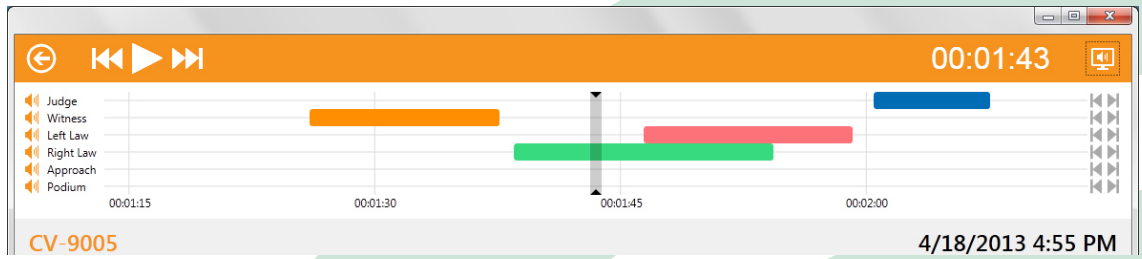 00:01:43
Judge
Witness
Left Law
Right Law
Approach
Podium
00:01:15 00:01:30 00:01:45 00:02:00
CV-9005 4/18/2013 4:55 PM